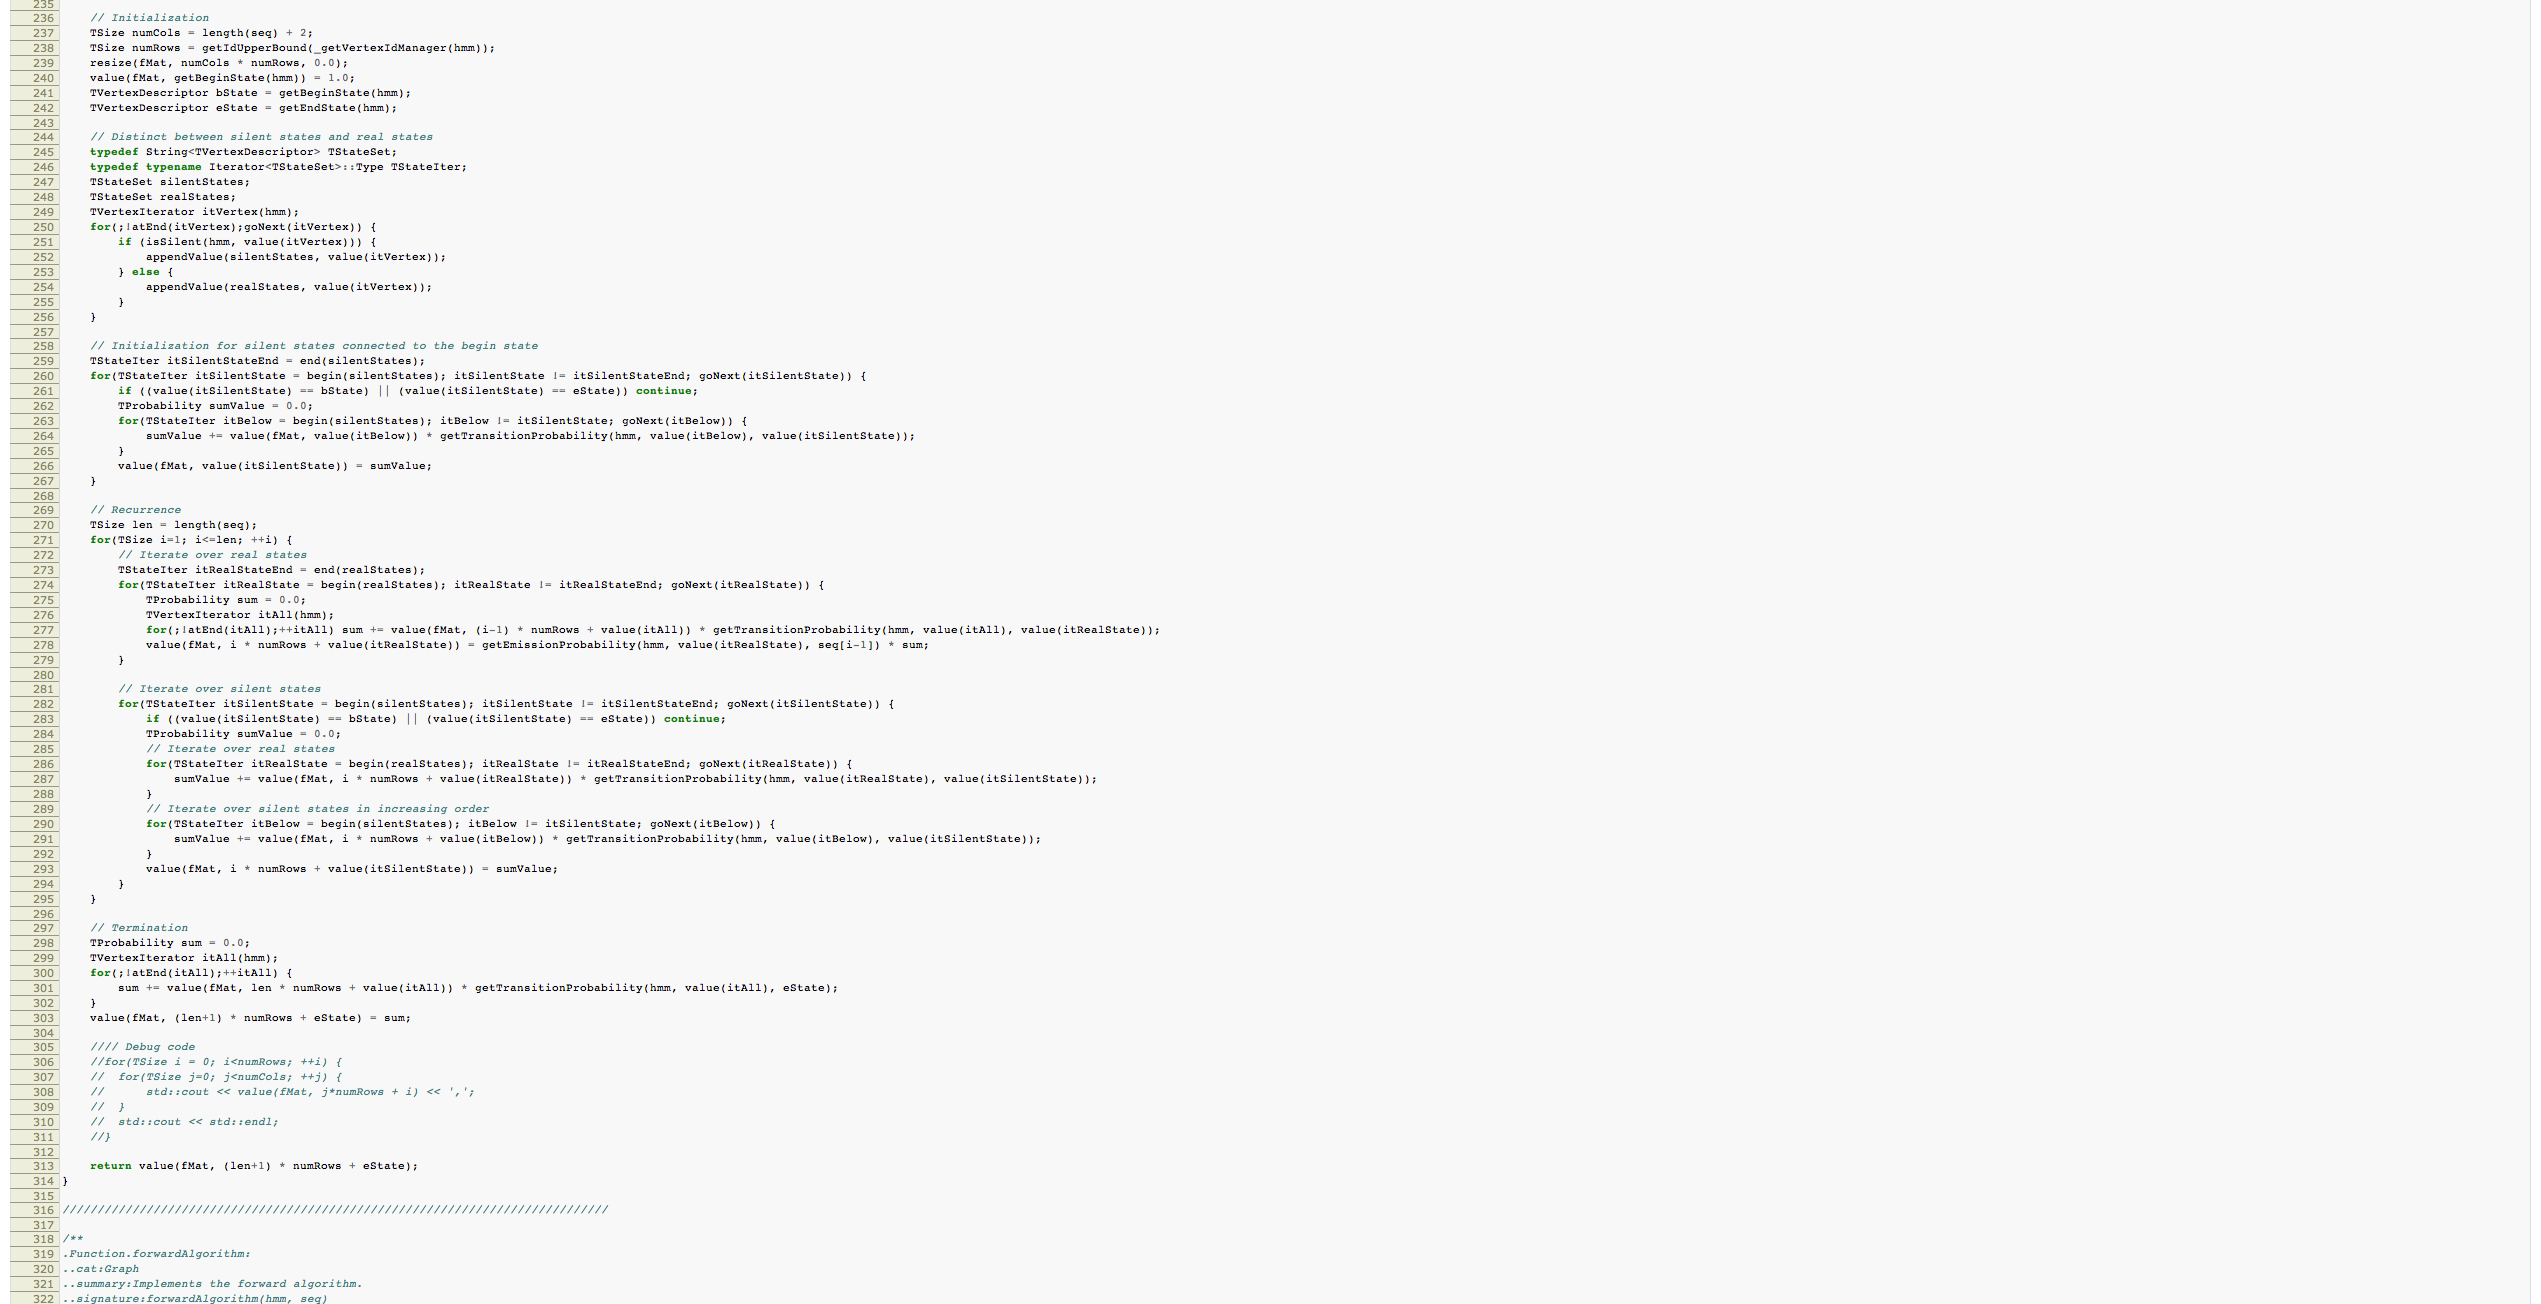 235
236 // Initialization
237 TSize numCols = length(seq) + 2;
238 TSize numRows = getIdUpperBound(_getVertexIdManager(hmm));
239 resize(fMat, numCols * numRows, 0.0);
240 value(fMat, getBeginState(hmm)) = 1.0;
241 TVertexDescriptor bState = getBeginState(hmm);
242 TVertexDescriptor eState = getEndState(hmm);
243
244 // Distinct between silent states and real states
245 typedef String<TVertexDescriptor> TStateSet;
246 typedef typename Iterator<TStateSet>::Type TStateIter;
247 TStateSet silentStates;
248 TStateSet realStates;
249 TVertexIterator itVertex(hmm);
250 for(;!atEnd(itVertex);goNext(itVertex)) {
251 if (isSilent(hmm, value(itVertex))) {
252 appendValue(silentStates, value(itVertex));
253 } else {
254 appendValue(realStates, value(itVertex));
255 }
256 }
257
258 // Initialization for silent states connected to the begin state
259 TStateIter itSilentStateEnd = end(silentStates);
260 for(TStateIter itSilentState = begin(silentStates); itSilentState != itSilentStateEnd; goNext(itSilentState)) {
261 if ((value(itSilentState) == bState) || (value(itSilentState) == eState)) continue;
262 TProbability sumValue = 0.0;
263 for(TStateIter itBelow = begin(silentStates); itBelow != itSilentState; goNext(itBelow)) {
264 sumValue += value(fMat, value(itBelow)) * getTransitionProbability(hmm, value(itBelow), value(itSilentState));
265 }
266 value(fMat, value(itSilentState)) = sumValue;
267 }
268
269 // Recurrence
270 TSize len = length(seq);
271 for(TSize i=1; i<=len; ++i) {
272 // Iterate over real states
273 TStateIter itRealStateEnd = end(realStates);
274 for(TStateIter itRealState = begin(realStates); itRealState != itRealStateEnd; goNext(itRealState)) {
275 TProbability sum = 0.0;
276 TVertexIterator itAll(hmm);
277 for(;!atEnd(itAll);++itAll) sum += value(fMat, (i-1) * numRows + value(itAll)) * getTransitionProbability(hmm, value(itAll), value(itRealState));
278 value(fMat, i * numRows + value(itRealState)) = getEmissionProbability(hmm, value(itRealState), seq[i-1]) * sum;
279 }
280
281 // Iterate over silent states
282 for(TStateIter itSilentState = begin(silentStates); itSilentState != itSilentStateEnd; goNext(itSilentState)) {
283 if ((value(itSilentState) == bState) || (value(itSilentState) == eState)) continue;
284 TProbability sumValue = 0.0;
285 // Iterate over real states
286 for(TStateIter itRealState = begin(realStates); itRealState != itRealStateEnd; goNext(itRealState)) {
287 sumValue += value(fMat, i * numRows + value(itRealState)) * getTransitionProbability(hmm, value(itRealState), value(itSilentState));
288 }
289 // Iterate over silent states in increasing order
290 for(TStateIter itBelow = begin(silentStates); itBelow != itSilentState; goNext(itBelow)) {
291 sumValue += value(fMat, i * numRows + value(itBelow)) * getTransitionProbability(hmm, value(itBelow), value(itSilentState));
292 }
293 value(fMat, i * numRows + value(itSilentState)) = sumValue;
294 }
295 }
296
297 // Termination
298 TProbability sum = 0.0;
299 TVertexIterator itAll(hmm);
300 for(;!atEnd(itAll);++itAll) {
301 sum += value(fMat, len * numRows + value(itAll)) * getTransitionProbability(hmm, value(itAll), eState);
302 }
303 value(fMat, (len+1) * numRows + eState) = sum;
304
305 //// Debug code
306 //for(TSize i = 0; i<numRows; ++i) {
307 // for(TSize j=0; j<numCols; ++j) {
308 // std::cout << value(fMat, j*numRows + i) << ',';
309 // }
310 // std::cout << std::endl;
311 //}
312
313 return value(fMat, (len+1) * numRows + eState);
314 }
315
316 //////////////////////////////////////////////////////////////////////////////
317
318 /**
319 .Function.forwardAlgorithm:
320 ..cat:Graph
321 ..summary:Implements the forward algorithm.
322 ..signature:forwardAlgorithm(hmm, seq)